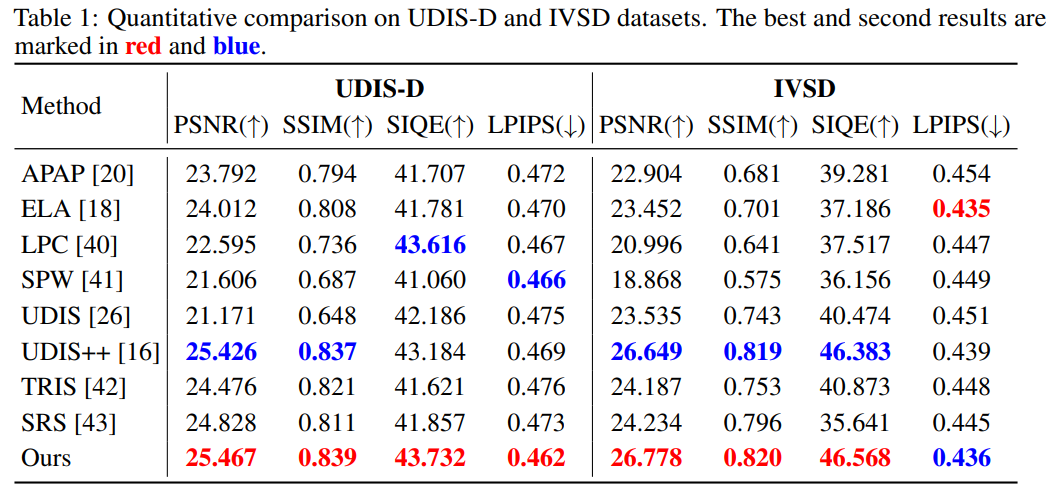 Table 1: Quantitative comparison on UDIS-D and IVSD datasets. The best and second results are
marked in red and blue.
Method UDIS-D IVSD
PSNR(↑) SSIM(↑) SIQE(↑) LPIPS(↓) PSNR(↑) SSIM(↑) SIQE(↑) LPIPS(↓)
APAP [20] 23.792 0.794 41.707 0.472 22.904 0.681 39.281 0.454
ELA [18] 24.012 0.808 41.781 0.470 23.452 0.701 37.186 0.435
LPC [40] 22.595 0.736 43.616 0.467 20.996 0.641 37.517 0.447
SPW [41] 21.606 0.687 41.060 0.466 18.868 0.575 36.156 0.449
UDIS [26] 21.171 0.648 42.186 0.475 23.535 0.743 40.474 0.451
UDIS++ [16] 25.426 0.837 43.184 0.469 26.649 0.819 46.383 0.439
TRIS [42] 24.476 0.821 41.621 0.476 24.187 0.753 40.873 0.448
SRS [43] 24.828 0.811 41.857 0.473 24.234 0.796 35.641 0.445
Ours 25.467 0.839 43.732 0.462 26.778 0.820 46.568 0.436